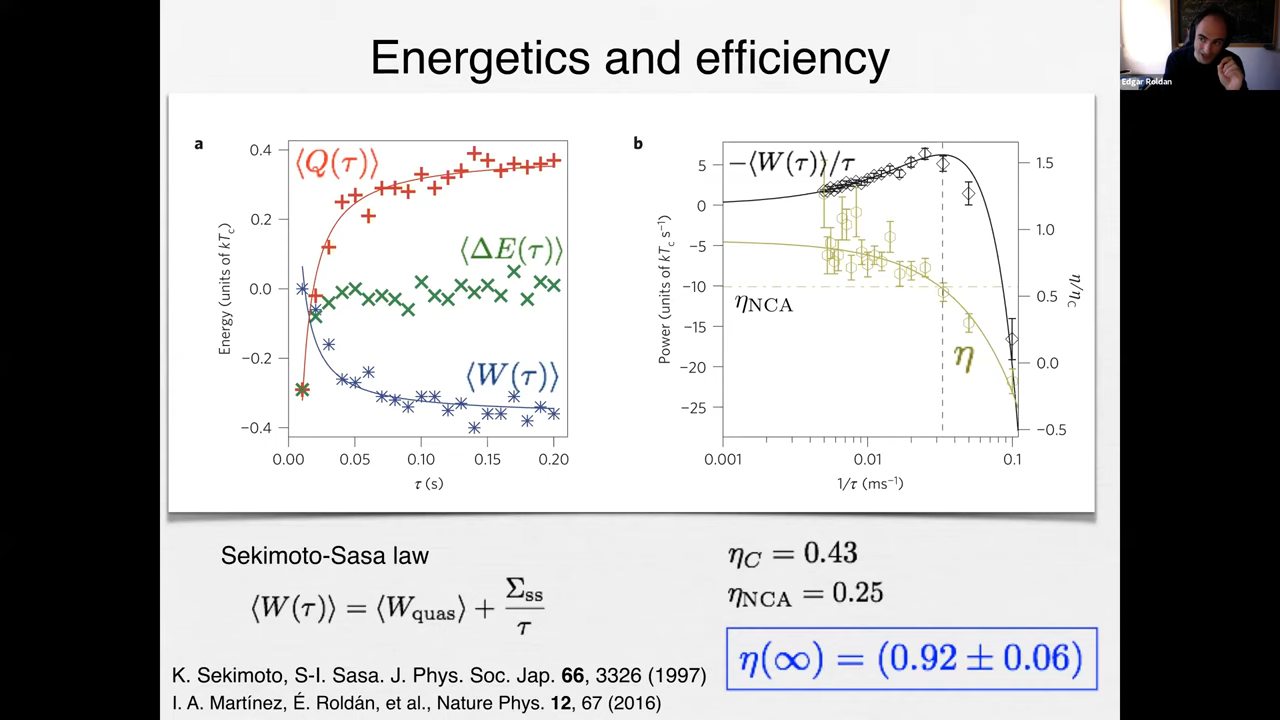 Energetics and efficiency
Edgar Roldan
a
⟨Q(τ)⟩
⟨ΔE(τ)⟩
⟨W(τ)⟩
Energy (units of kTc)
0.4
0.2
0.0
−0.2
−0.4
0.00 0.05 0.10 0.15 0.20
τ (s)
b
−⟨W(τ)⟩/τ
ηNCA
η
Power (units of kTc s⁻¹)
5
0
−5
−10
−15
−20
−25
1.5
1.0
0.5
0.0
−0.5
η/ηC
0.001 0.01 0.1
1/τ (ms⁻¹)
Sekimoto-Sasa law
⟨W(τ)⟩ = ⟨Wquas⟩ + Σss/τ
ηC = 0.43
ηNCA = 0.25
η(∞) = (0.92 ± 0.06)
K. Sekimoto, S-I. Sasa. J. Phys. Soc. Jap. 66, 3326 (1997)
I. A. Martínez, É. Roldán, et al., Nature Phys. 12, 67 (2016)